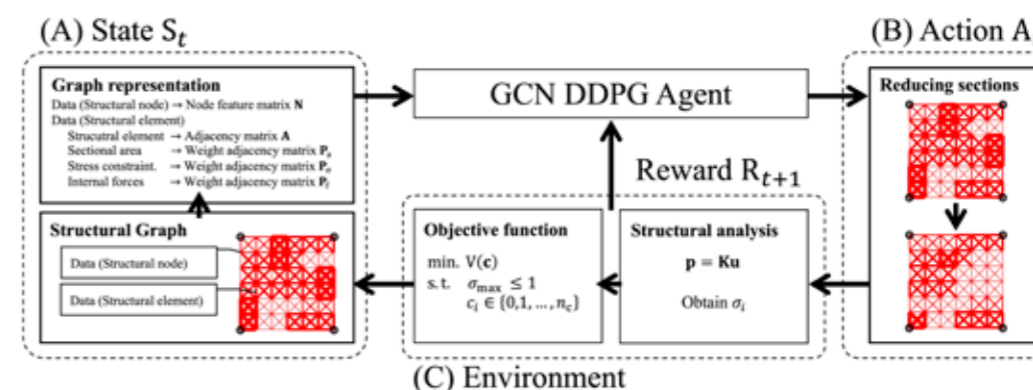 (A) State S_t
Graph representation
Data (Structural node) → Node feature matrix N
Data (Structural element)
Strucutral element → Adjacency matrix A
Sectional area → Weight adjacency matrix P_s
Stress constraint. → Weight adjacency matrix P_σ
Internal forces → Weight adjacency matrix P_i
Structural Graph
Data (Structural node)
Data (Structural element)
GCN DDPG Agent
Reward R_{t+1}
Objective function
min. V(c)
s.t. σ_max ≤ 1
c_i ∈ {0,1, …, n_c}
Structural analysis
p = Ku
Obtain σ_i
(C) Environment
(B) Action A
Reducing sections